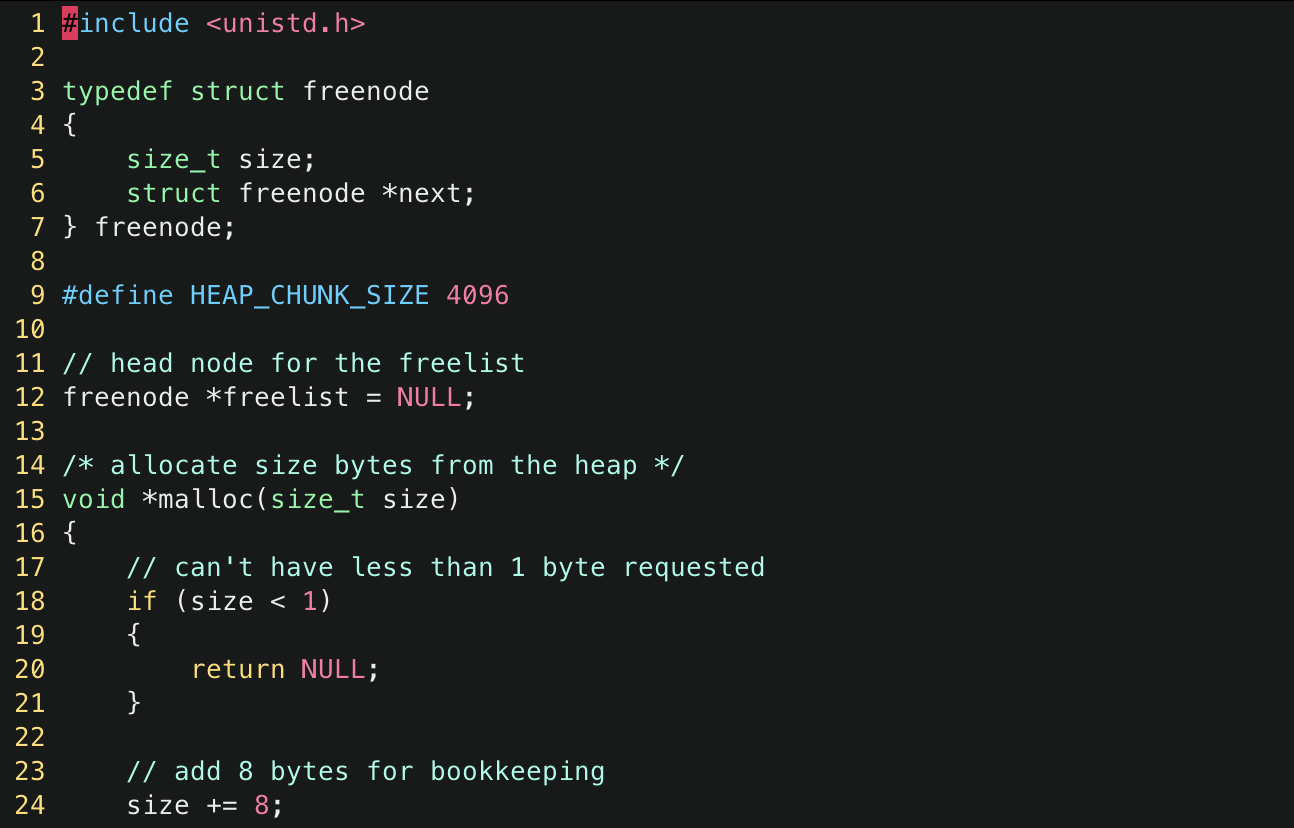 1 #include <unistd.h>
2
3 typedef struct freenode
4 {
5     size_t size;
6     struct freenode *next;
7 } freenode;
8
9 #define HEAP_CHUNK_SIZE 4096
10
11 // head node for the freelist
12 freenode *freelist = NULL;
13
14 /* allocate size bytes from the heap */
15 void *malloc(size_t size)
16 {
17     // can't have less than 1 byte requested
18     if (size < 1)
19     {
20         return NULL;
21     }
22
23     // add 8 bytes for bookkeeping
24     size += 8;